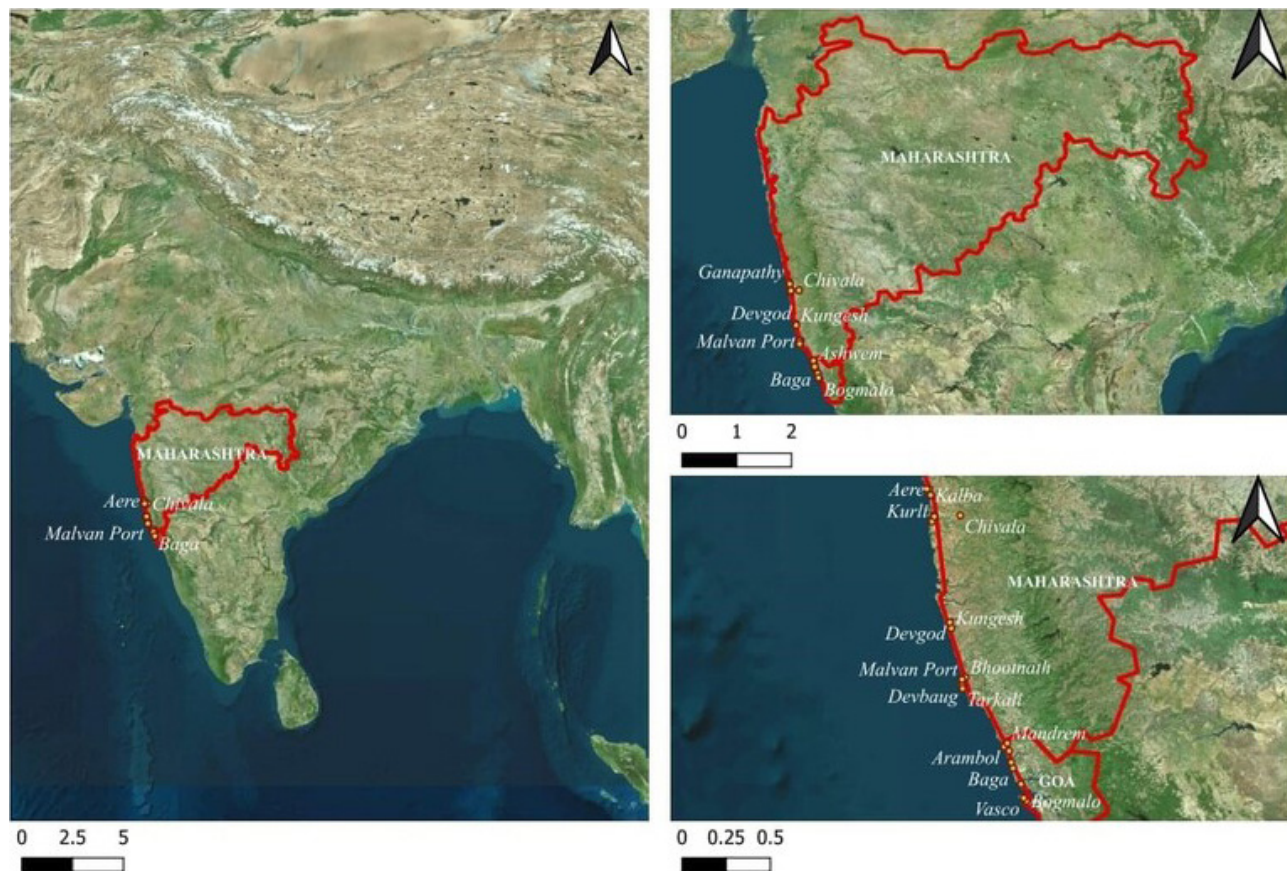 MAHARASHTRA
Aere Chivala
Malvan Port
Baga
0 2.5 5
MAHARASHTRA
Ganapathy Chivala
Devgod Kungesh
Malvan Port
Ashwem
Baga
Bogmalo
0 1 2
Aere Kalba
Kurlt
Chivala
MAHARASHTRA
Kungesh
Devgod
Malvan Port Bhootnath
Devbaug Tarkali
Mandrem
Arambol
Baga GOA
Vasco Bogmalo
0 0.25 0.5